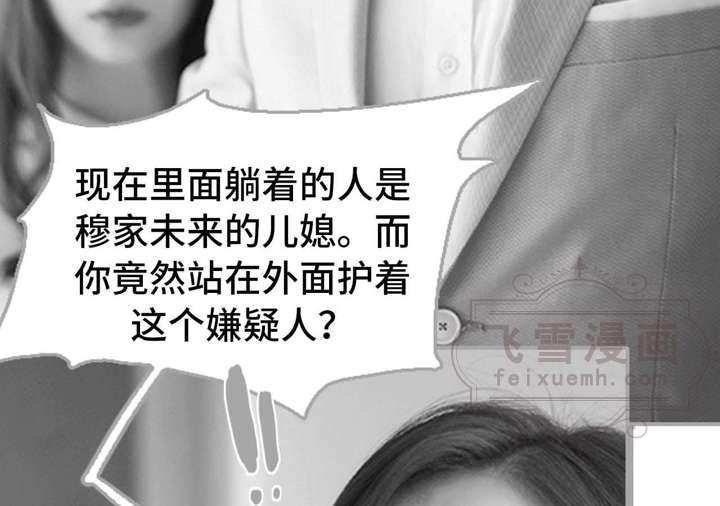 现在里面躺着的人是
穆家未来的儿媳。而
你竟然站在外面护着
这个嫌疑人？
!!
飞雪漫画
feixuemh.com